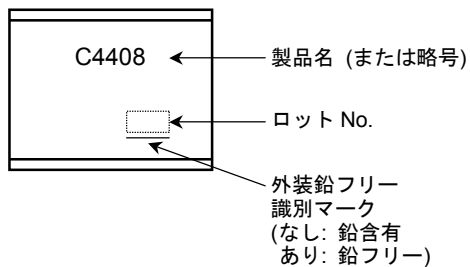 C4408
製品名 (または略号)
ロット No.
外装鉛フリー
識別マーク
(なし: 鉛含有
あり: 鉛フリー)